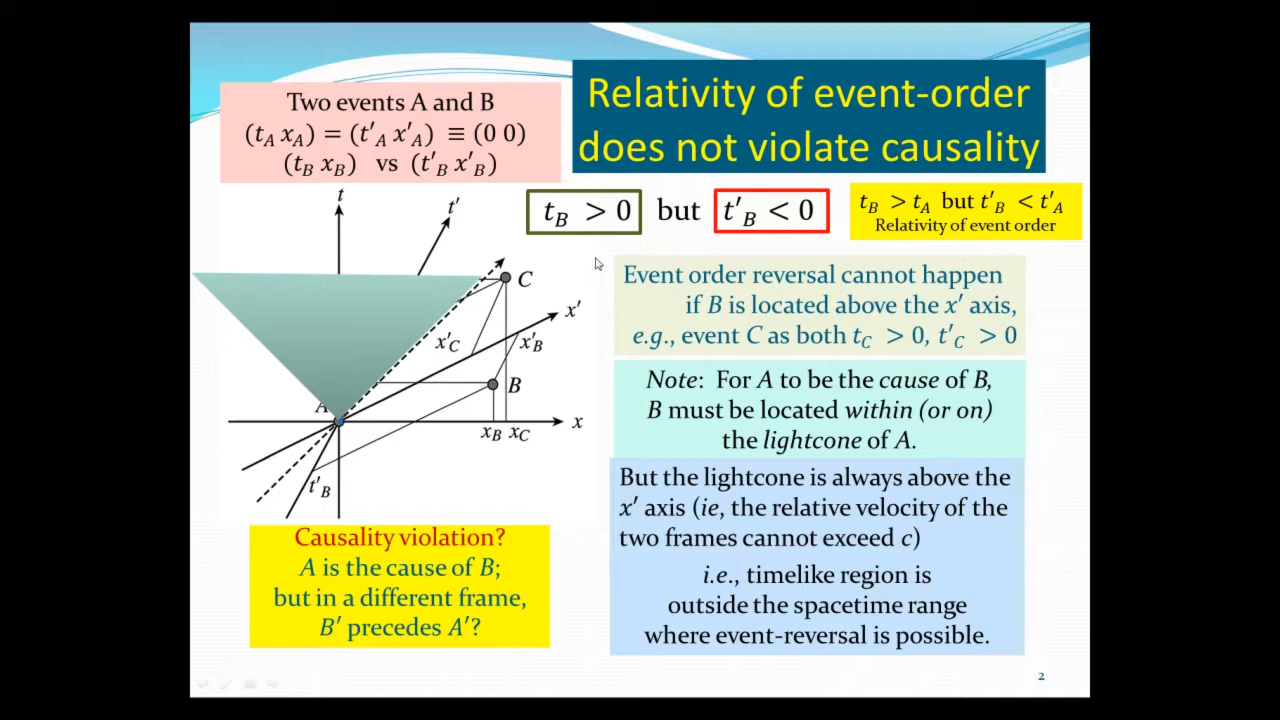 Two events A and B
(t_A x_A) = (t′_A x′_A) ≡ (0 0)
(t_B x_B) vs (t′_B x′_B)
Relativity of event-order
does not violate causality
t_B > 0 but t′_B < 0
t_B > t_A but t′_B < t′_A
Relativity of event order
t
t′
C
x′
x′_C
x′_B
B
A
x
x_B x_C
t′_B
Event order reversal cannot happen
if B is located above the x′ axis,
e.g., event C as both t_C > 0, t′_C > 0
Note: For A to be the cause of B,
B must be located within (or on)
the lightcone of A.
But the lightcone is always above the
x′ axis (ie, the relative velocity of the
two frames cannot exceed c)
i.e., timelike region is
outside the spacetime range
where event-reversal is possible.
Causality violation?
A is the cause of B;
but in a different frame,
B′ precedes A′?
2